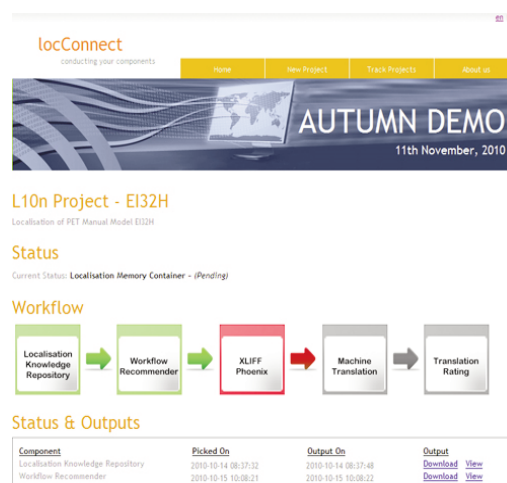 en
locConnect
conducting your components
Home New Project Track Projects About us
AUTUMN DEMO
11th November, 2010
L10n Project - EI32H
Localisation of PET Manual Model EI32H
Status
Current Status: Localisation Memory Container - (Pending)
Workflow
Localisation Knowledge Repository
Workflow Recommender
XLIFF Phoenix
Machine Translation
Translation Rating
Status & Outputs
Component Picked On Output On Output
Localisation Knowledge Repository 2010-10-14 08:37:32 2010-10-14 08:37:48 Download View
Workflow Recommender 2010-10-15 10:08:21 2010-10-15 10:08:22 Download View